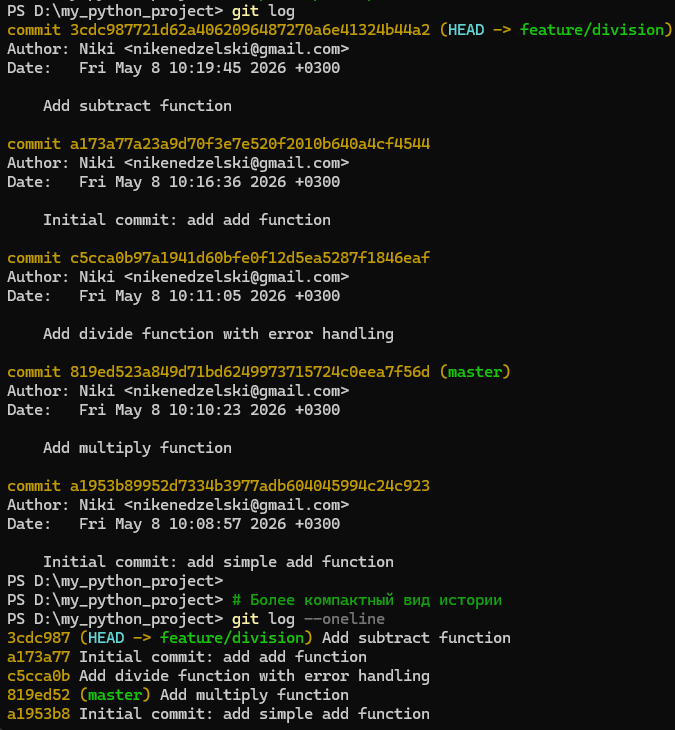 PS D:\my_python_project> git log
commit 3cdc987721d62a4062096487270a6e41324b44a2 (HEAD -> feature/division)
Author: Niki <nikenedzelski@gmail.com>
Date:   Fri May 8 10:19:45 2026 +0300
    Add subtract function
commit a173a77a23a9d70f3e7e520f2010b640a4cf4544
Author: Niki <nikenedzelski@gmail.com>
Date:   Fri May 8 10:16:36 2026 +0300
    Initial commit: add add function
commit c5cca0b97a1941d60bfe0f12d5ea5287f1846eaf
Author: Niki <nikenedzelski@gmail.com>
Date:   Fri May 8 10:11:05 2026 +0300
    Add divide function with error handling
commit 819ed523a849d71bd6249973715724c0eea7f56d (master)
Author: Niki <nikenedzelski@gmail.com>
Date:   Fri May 8 10:10:23 2026 +0300
    Add multiply function
commit a1953b89952d7334b3977adb604045994c24c923
Author: Niki <nikenedzelski@gmail.com>
Date:   Fri May 8 10:08:57 2026 +0300
    Initial commit: add simple add function
PS D:\my_python_project>
PS D:\my_python_project> # Более компактный вид истории
PS D:\my_python_project> git log --oneline
3cdc987 (HEAD -> feature/division) Add subtract function
a173a77 Initial commit: add add function
c5cca0b Add divide function with error handling
819ed52 (master) Add multiply function
a1953b8 Initial commit: add simple add function